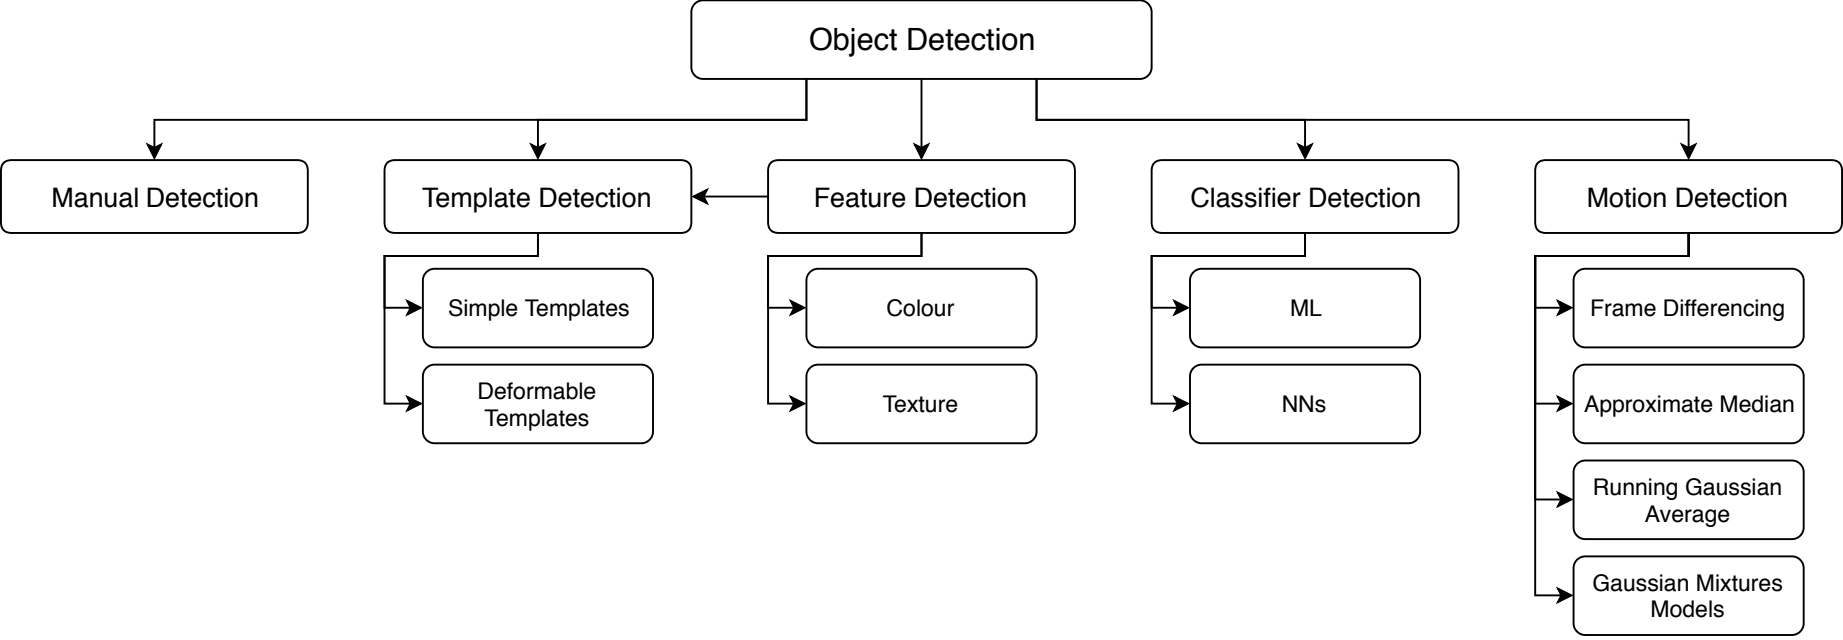 Object Detection
Manual Detection
Template Detection
Feature Detection
Classifier Detection
Motion Detection
Simple Templates
Deformable
Templates
Colour
Texture
ML
NNs
Frame Differencing
Approximate Median
Running Gaussian
Average
Gaussian Mixtures
Models